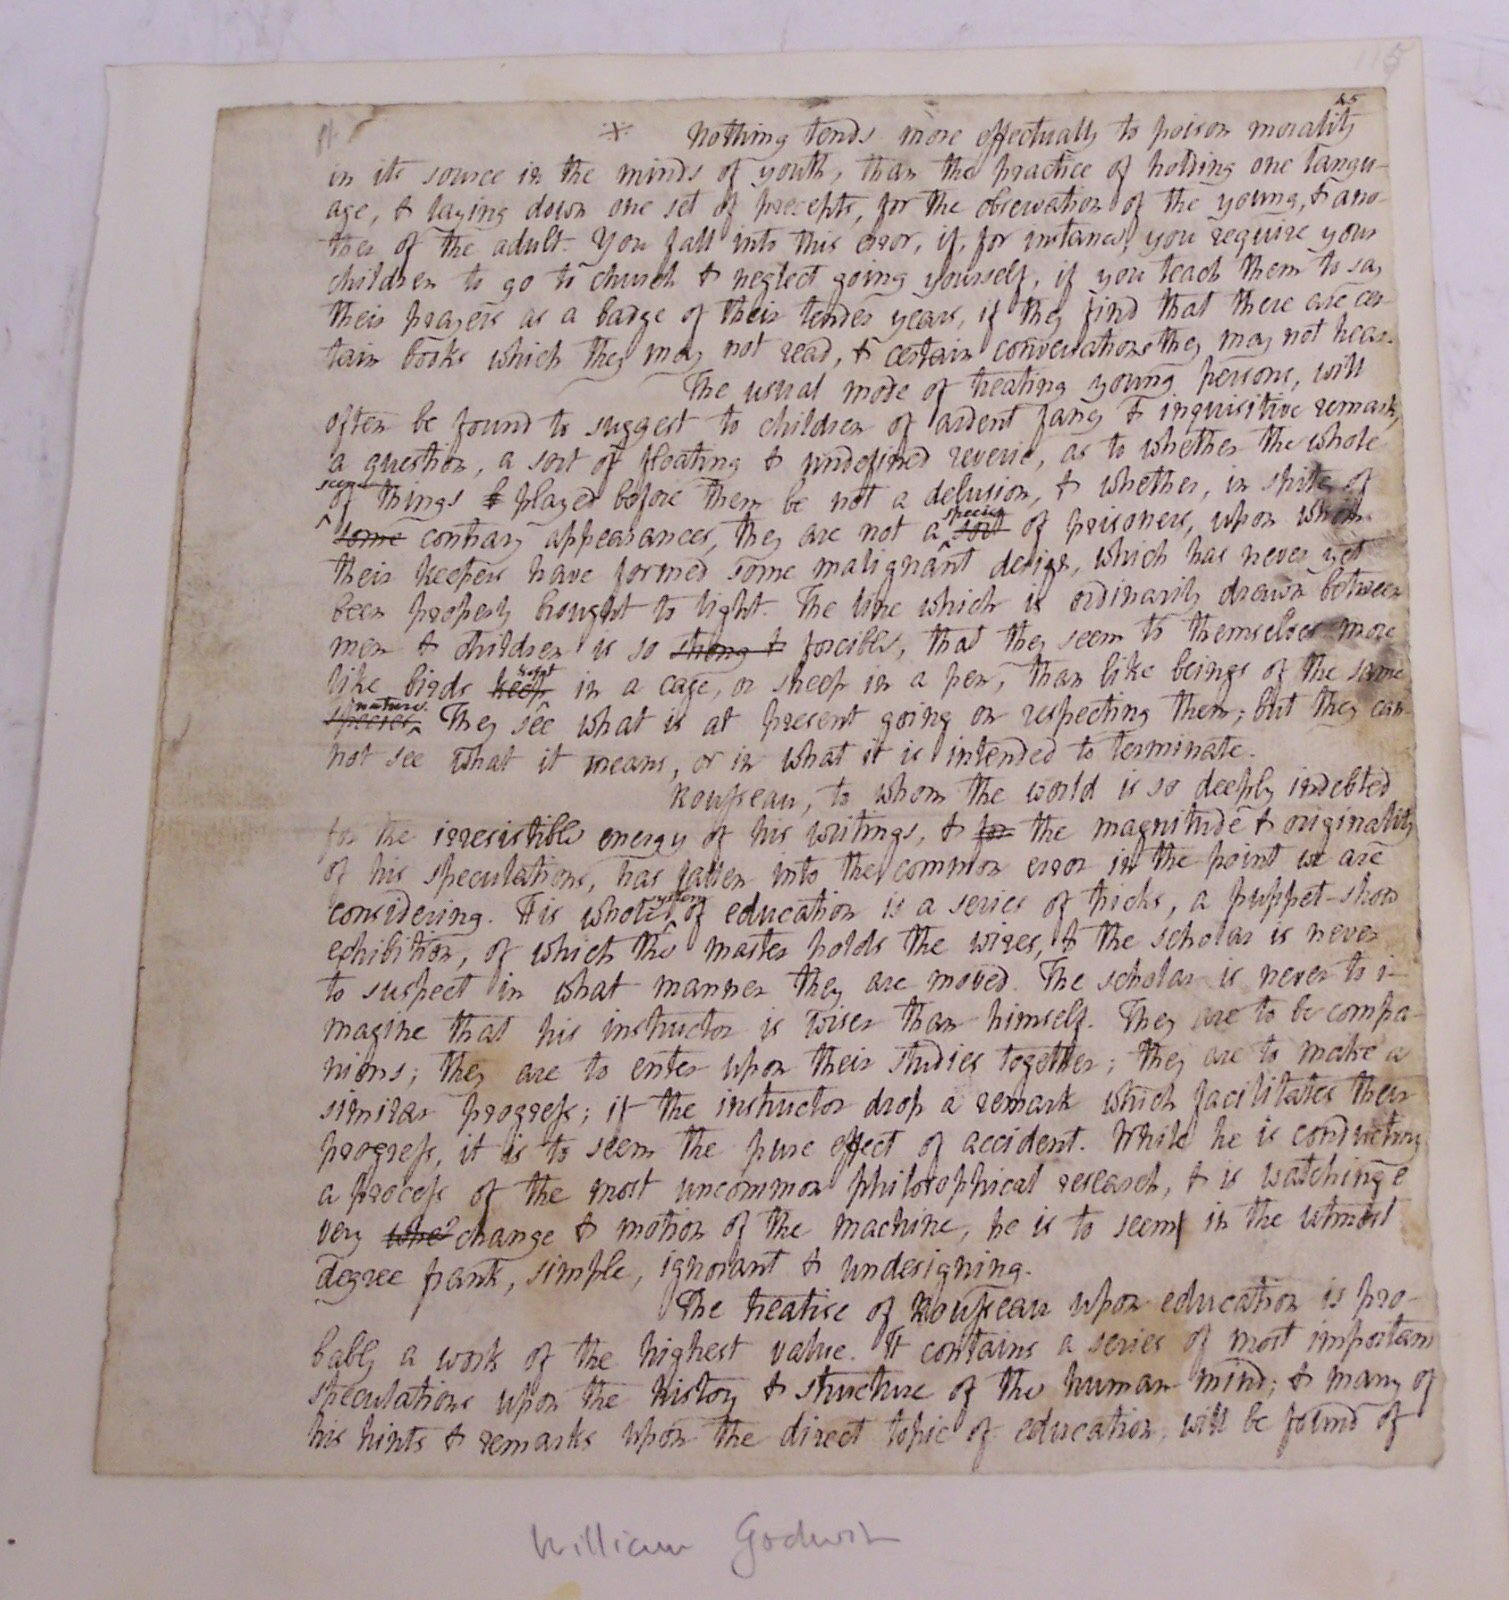 115
25
Nothing tends more effectually to poison morality
in its source in the minds of youth, than the practice of holding one langu-
age, & laying down one set of precepts, for the observation of the young, & ano-
ther of the adult. You fall into this error, if, for instance, you require your
children to go to church & neglect going yourself, if you teach them to say
their prayers as a badge of their tender years, if they find that there are cer-
tain books which they may not read, & certain conversations they may not hear.
The usual mode of treating young persons, will
often be found to suggest to children of ardent fancy & inquisitive remark,
a question, a sort of floating & undefined reverie, as to whether the whole
scene
of things played before them be not a delusion, & whether, in spite of
species
some contrary appearances, they are not a sort of prisoners, upon whom
their keepers have formed some malignant design, which has never yet
been properly brought to light. The line which is ordinarily drawn between
men & children is so strong & forcible, that they seem to themselves more
kept
like birds keep in a cage, or sheep in a pen, than like beings of the same
nature.
species. They see what is at present going on respecting them; but they can-
not see what it means, or in what it is intended to terminate.
Rousseau, to whom the world is so deeply indebted
for the irresistible energy of his writings, & for the magnitude & originality
of his speculations, has fallen into the common error in the point we are
system
considering. His whole of education is a series of tricks, a puppet-show
exhibition, of which the master holds the wires, & the scholar is never
to suspect in what manner they are moved. The scholar is never to i-
magine that his instructor is wiser than himself. They are to be compa-
nions; they are to enter upon their studies together; they are to make a
similar progress; if the instructor drop a remark which facilitates their
progress, it is to seem the pure effect of accident. While he is conducting
a process of the most uncommon philosophical research, & is watching e
very change & motion of the machine, he is to seem in the utmost
degree frank, simple, ignorant & undesigning.
The treatise of Rousseau upon education is pro-
bably a work of the highest value. It contains a series of most important
speculations upon the history & structure of the human mind; & many of
his hints & remarks upon the direct topic of education, will be found of
William Godwin